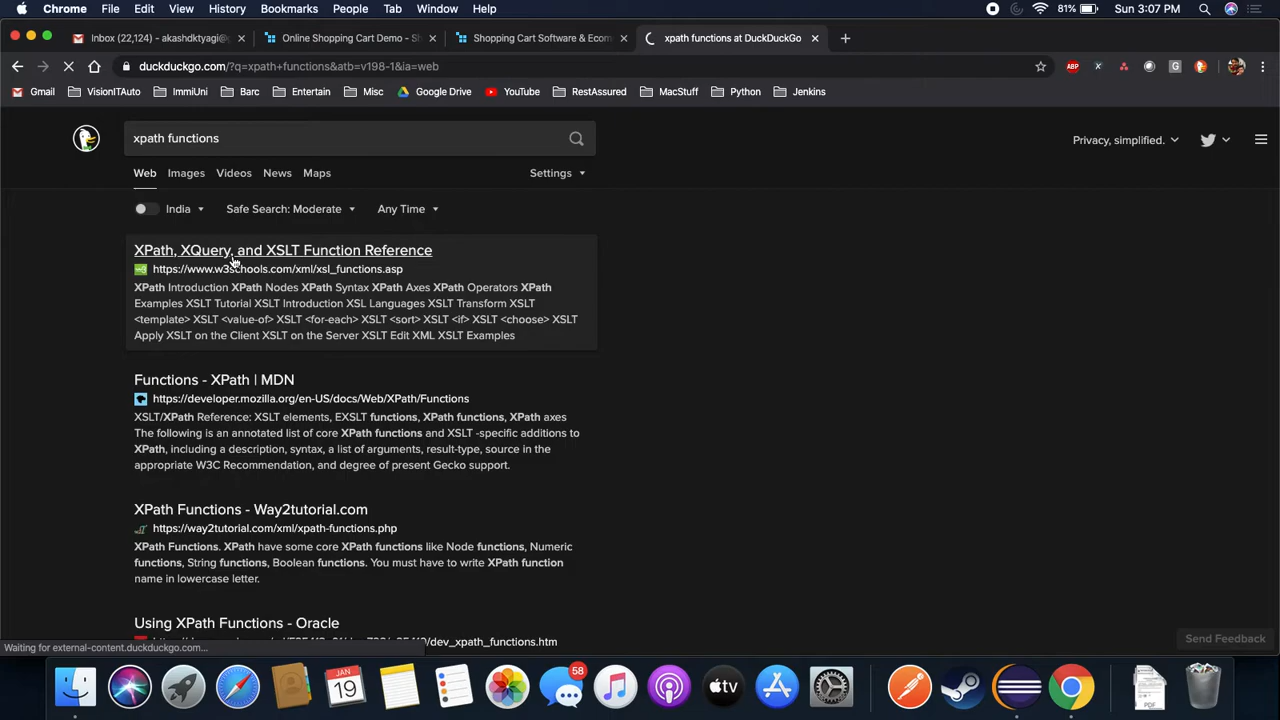 Chrome File Edit View History Bookmarks People Tab Window Help 81% Sun 3:07 PM
Inbox (22,124) - akashdktyagi@g Online Shopping Cart Demo - Sh Shopping Cart Software & Ecom xpath functions at DuckDuckGo
duckduckgo.com/?q=xpath+functions&atb=v198-1&ia=web
Gmail VisionITAuto ImmiUni Barc Entertain Misc Google Drive YouTube RestAssured MacStuff Python Jenkins
xpath functions
Privacy, simplified.
Web Images Videos News Maps Settings
India Safe Search: Moderate Any Time
XPath, XQuery, and XSLT Function Reference
https://www.w3schools.com/xml/xsl_functions.asp
XPath Introduction XPath Nodes XPath Syntax XPath Axes XPath Operators XPath
Examples XSLT Tutorial XSLT Introduction XSL Languages XSLT Transform XSLT
<template> XSLT <value-of> XSLT <for-each> XSLT <sort> XSLT <if> XSLT <choose> XSLT
Apply XSLT on the Client XSLT on the Server XSLT Edit XML XSLT Examples
Functions - XPath | MDN
https://developer.mozilla.org/en-US/docs/Web/XPath/Functions
XSLT/XPath Reference: XSLT elements, EXSLT functions, XPath functions, XPath axes
The following is an annotated list of core XPath functions and XSLT -specific additions to
XPath, including a description, syntax, a list of arguments, result-type, source in the
appropriate W3C Recommendation, and degree of present Gecko support.
XPath Functions - Way2tutorial.com
https://way2tutorial.com/xml/xpath-functions.php
XPath Functions. XPath have some core XPath functions like Node functions, Numeric
functions, String functions, Boolean functions. You must have to write XPath function
name in lowercase letter.
Using XPath Functions - Oracle
/dev_xpath_functions.htm
Send Feedback
Waiting for external-content.duckduckgo.com...
JAN
19
58
tv
PDF